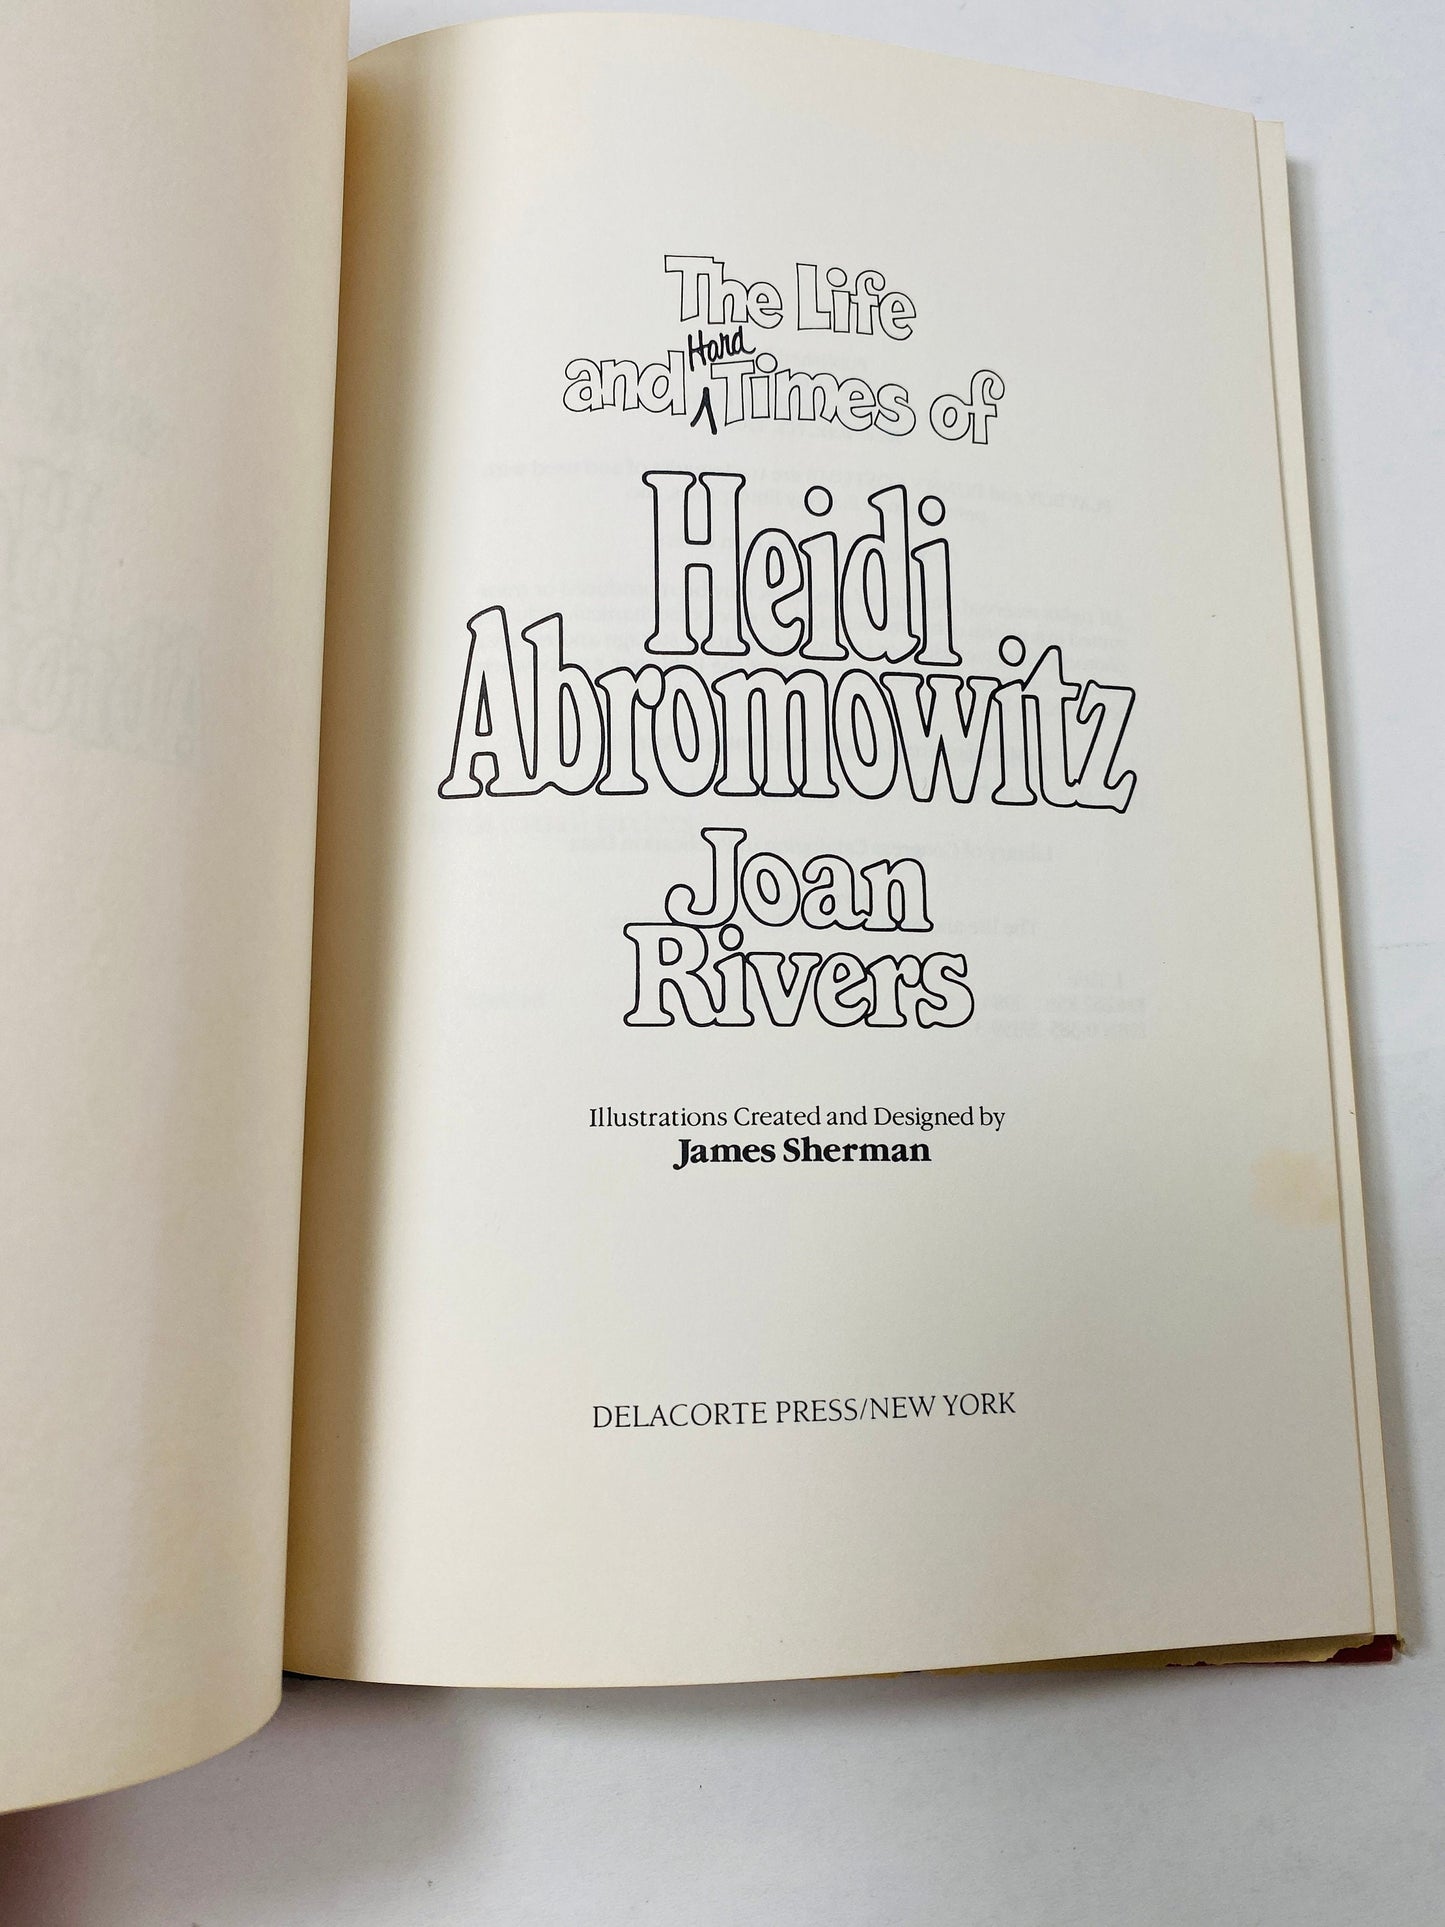 The Life
and Hard Times of
Heidi
Abromowitz
Joan
Rivers
Illustrations Created and Designed by
James Sherman
DELACORTE PRESS/NEW YORK